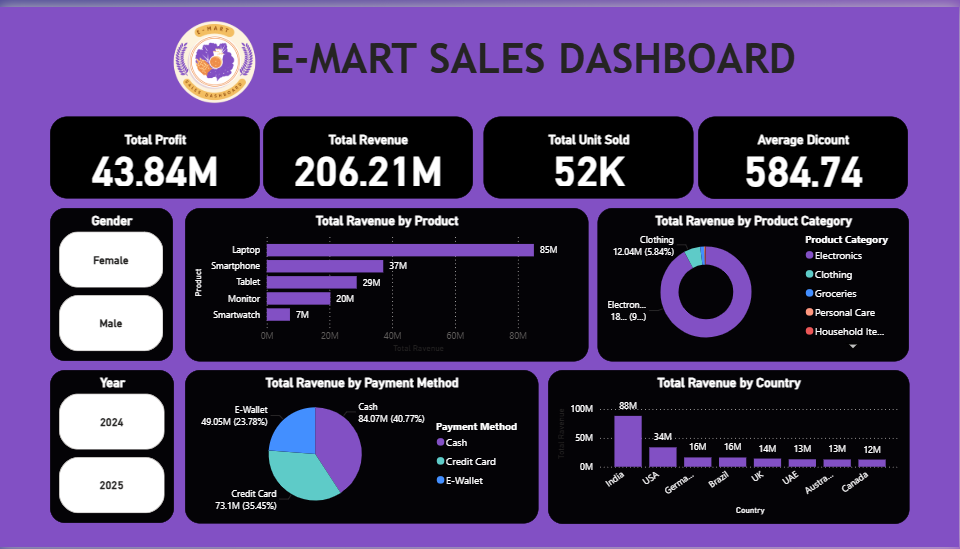 E-MART
SALES DASHBOARD
E-MART SALES DASHBOARD
Total Profit
43.84M
Total Revenue
206.21M
Total Unit Sold
52K
Average Dicount
584.74
Gender
Female
Male
Total Ravenue by Product
Product
Laptop
85M
Smartphone
37M
Tablet
29M
Monitor
20M
Smartwatch
7M
0M
20M
40M
60M
80M
Total Revenue
Total Ravenue by Product Category
Clothing
12.04M (5.84%)
Electron...
18... (9...)
Product Category
Electronics
Clothing
Groceries
Personal Care
Household Ite...
Year
2024
2025
Total Ravenue by Payment Method
E-Wallet
49.05M (23.78%)
Cash
84.07M (40.77%)
Credit Card
73.1M (35.45%)
Payment Method
Cash
Credit Card
E-Wallet
Total Ravenue by Country
Total Revenue
100M
50M
0M
88M
34M
16M
16M
14M
13M
13M
12M
India
USA
Germa...
Brazil
UK
UAE
Austra...
Canada
Country